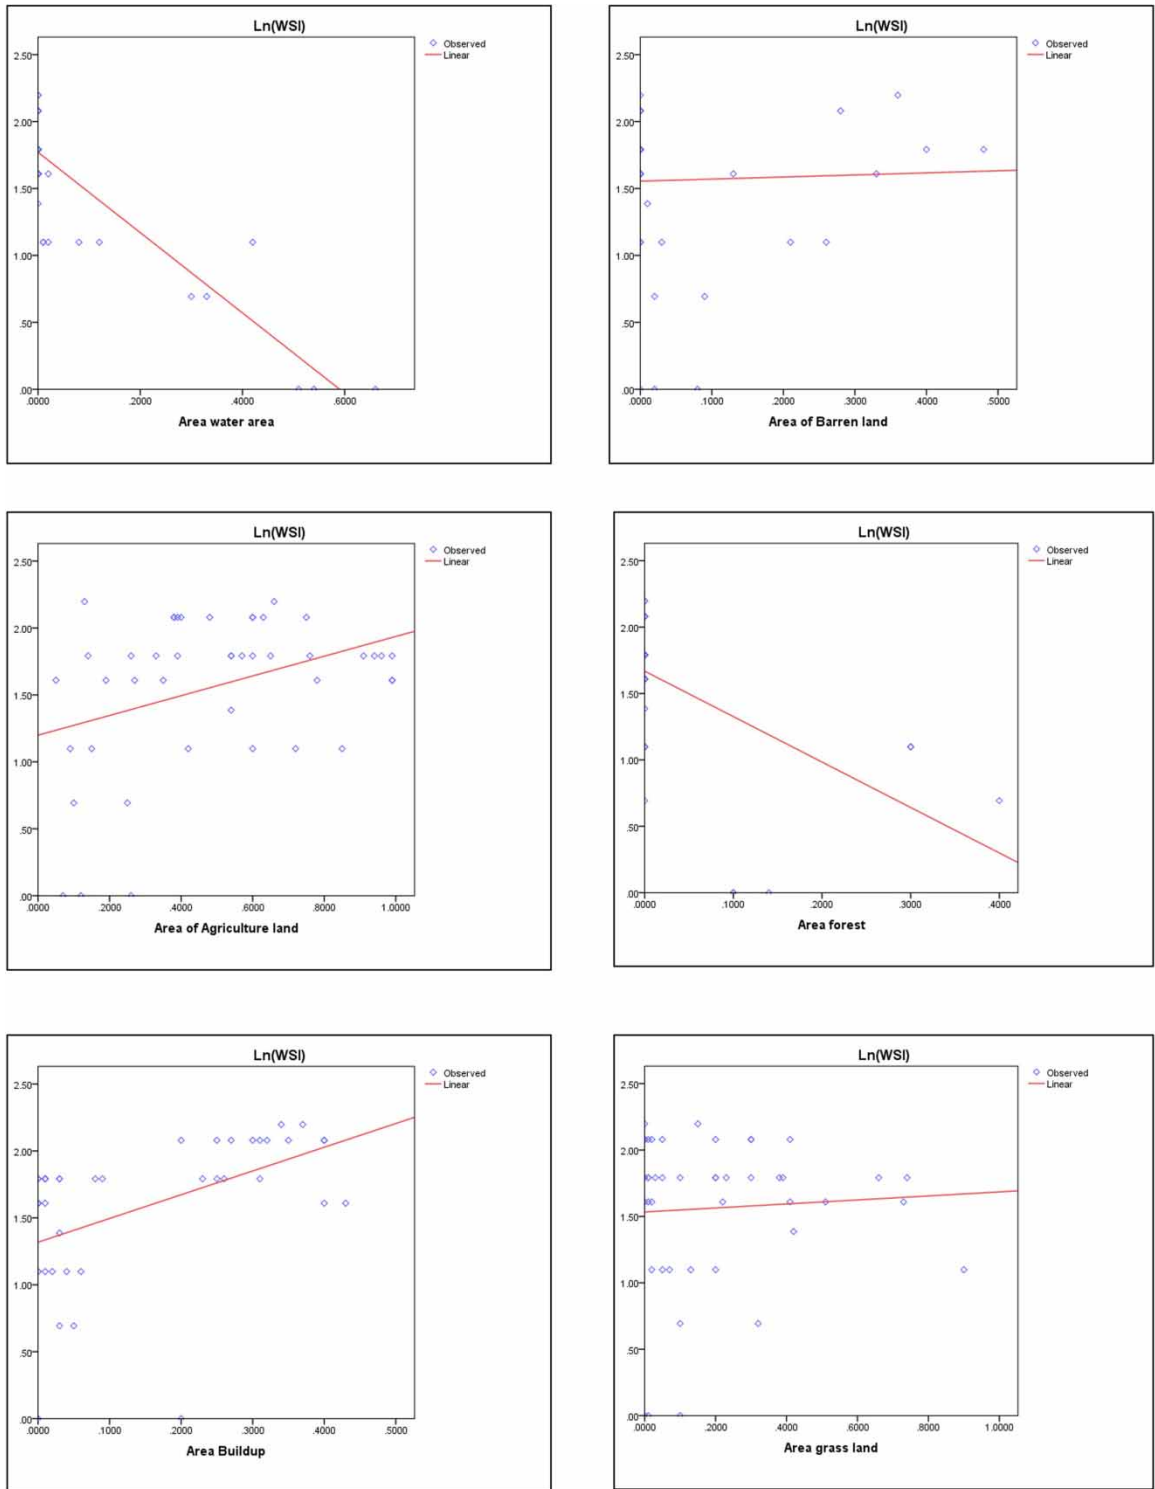 Ln(WSI)
Observed
Linear
2.50
2.00
1.50
1.00
.50
.00
.0000 .2000 .4000 .6000
Area water area
Ln(WSI)
Observed
Linear
2.50
2.00
1.50
1.00
.50
.00
.0000 .1000 .2000 .3000 .4000 .5000
Area of Barren land
Ln(WSI)
Observed
Linear
2.50
2.00
1.50
1.00
.50
.00
.0000 .2000 .4000 .6000 .8000 1.0000
Area of Agriculture land
Ln(WSI)
Observed
Linear
2.50
2.00
1.50
1.00
.50
.00
.0000 .1000 .2000 .3000 .4000
Area forest
Ln(WSI)
Observed
Linear
2.50
2.00
1.50
1.00
.50
.00
.0000 .1000 .2000 .3000 .4000 .5000
Area Buildup
Ln(WSI)
Observed
Linear
2.50
2.00
1.50
1.00
.50
.00
.0000 .2000 .4000 .6000 .8000 1.0000
Area grass land